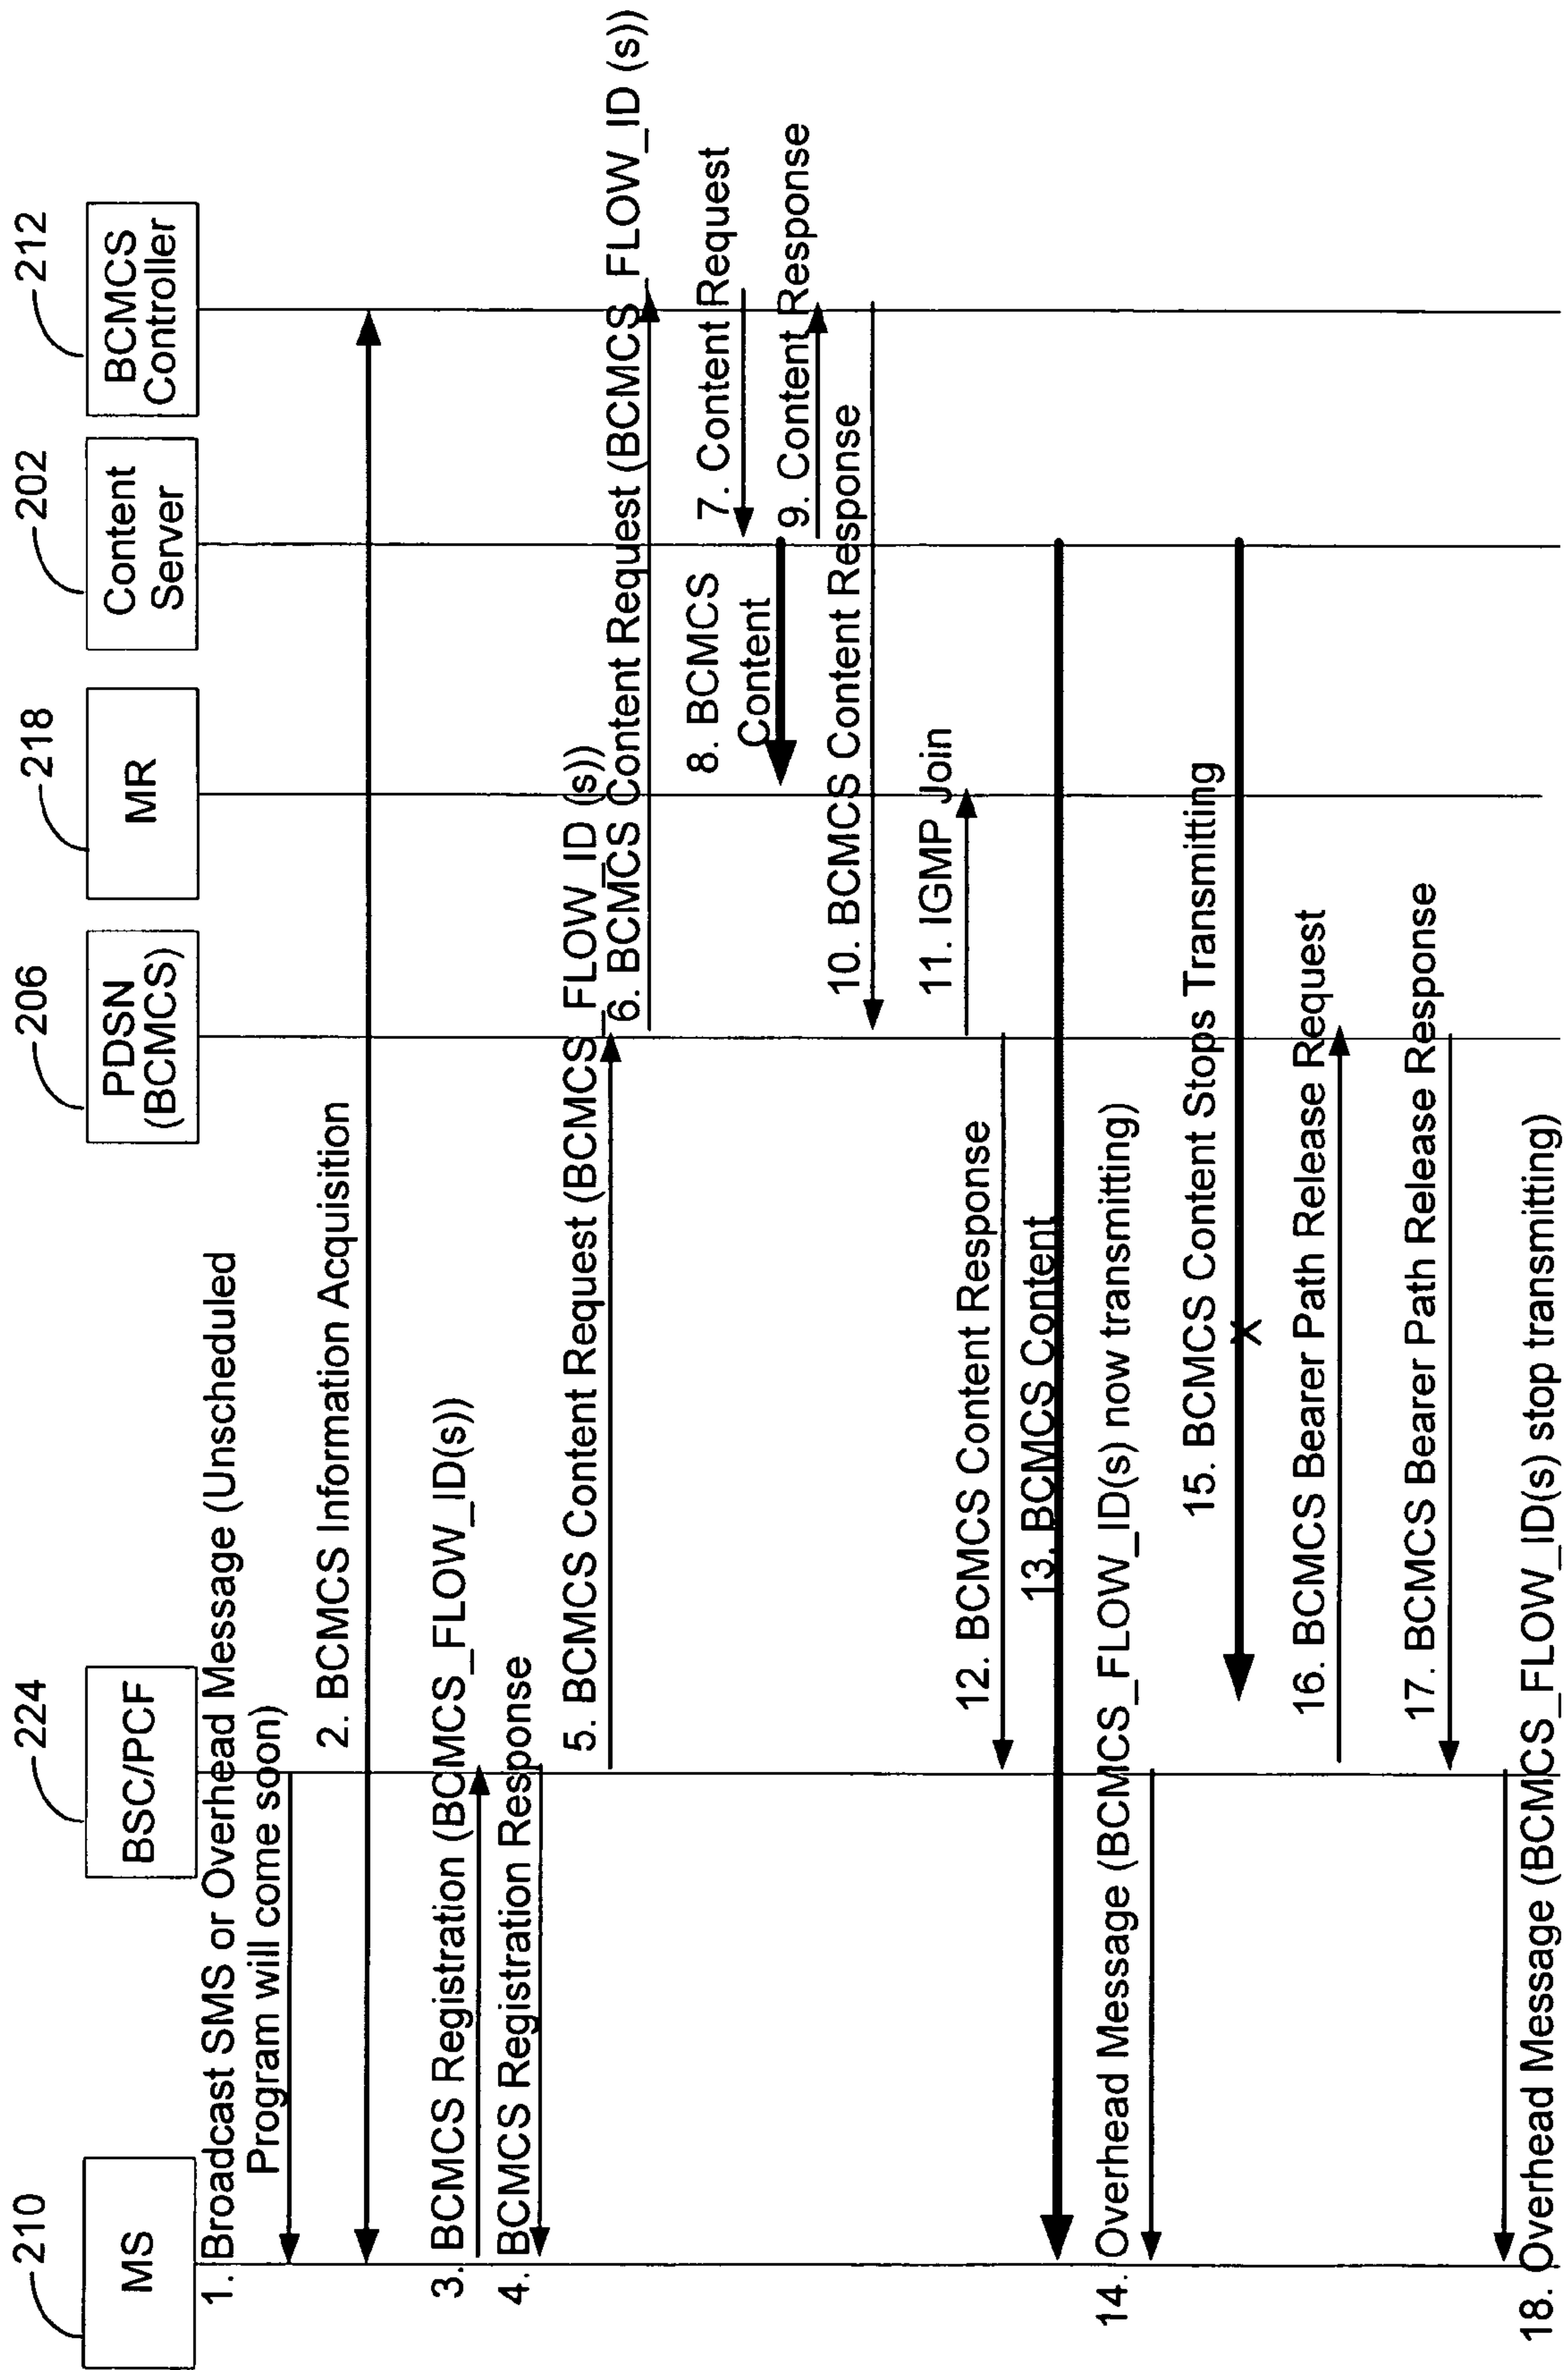 210
224
206
218
202
212
MS
BSC/PCF
PDSN
(BCMCS)
MR
Content
Server
BCMCS
Controller
1. Broadcast SMS or Overhead Message (Unscheduled
Program will come soon)
2. BCMCS Information Acquisition
3. BCMCS Registration (BCMCS_FLOW_ID(s))
4. BCMCS Registration Response
5. BCMCS Content Request (BCMCS_FLOW_ID (s))
6. BCMCS Content Request (BCMCS_FLOW_ID (s))
7. Content Request
8. BCMCS
Content
9. Content Response
10. BCMCS Content Response
11. IGMP Join
12. BCMCS Content Response
13. BCMCS Content
14. Overhead Message (BCMCS_FLOW_ID(s) now transmitting)
15. BCMCS Content Stops Transmitting
X
16. BCMCS Bearer Path Release Request
17. BCMCS Bearer Path Release Response
18. Overhead Message (BCMCS_FLOW_ID(s) stop transmitting)